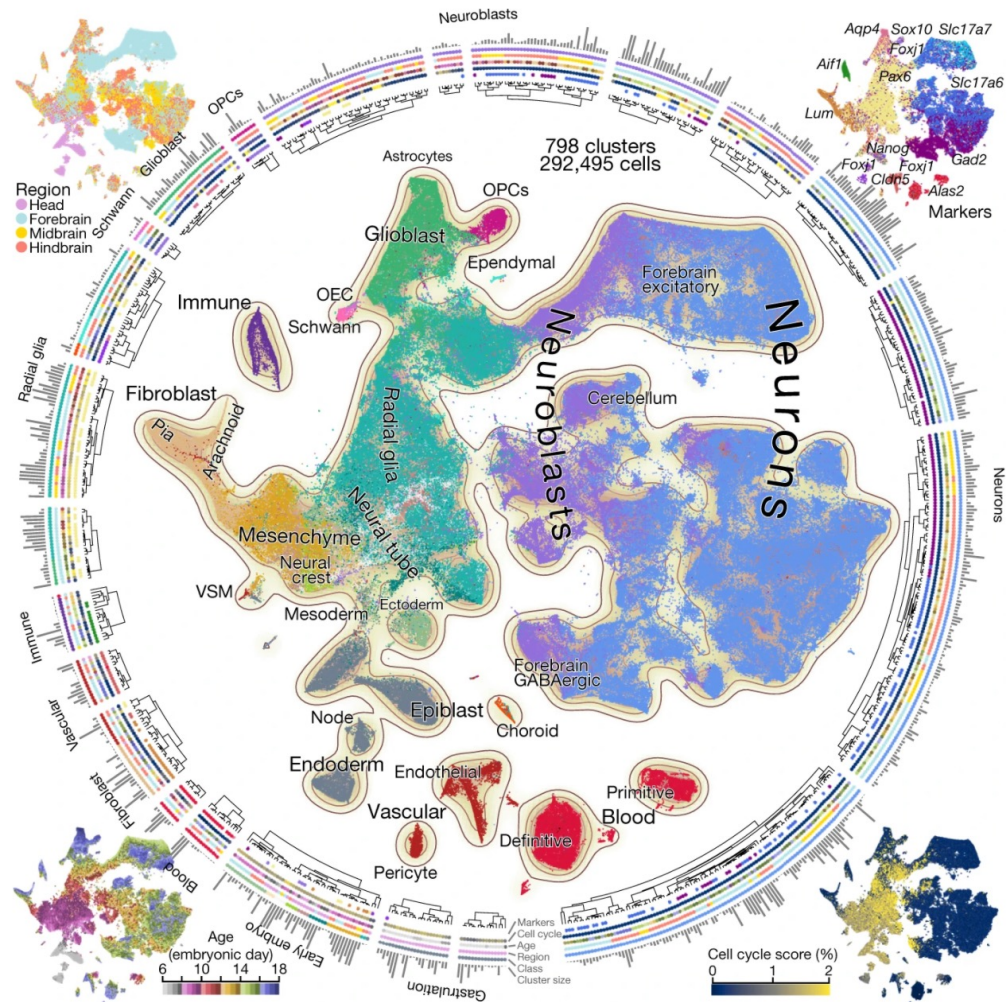 Neuroblasts
OPCs
Glioblast
Schwann
Radial glia
Immune
Vascular
Fibroblast
Blood
Early embryo
Gastrulation
Neurons
Region
Head
Forebrain
Midbrain
Hindbrain
Aqp4 Sox10 Slc17a7
Foxj1
Aif1
Pax6
Slc17a6
Lum
Nanog
Foxj1 Foxj1 Gad2
Cldn5
Alas2
Markers
798 clusters
292,495 cells
Astrocytes
OPCs
Glioblast
Ependymal
OEC
Schwann
Immune
Forebrain
excitatory
Neuroblasts
Neurons
Cerebellum
Fibroblast
Pia
Arachnoid
Radial glia
Neural tube
Mesenchyme
Neural
crest
VSM
Mesoderm
Ectoderm
Forebrain
GABAergic
Epiblast
Node
Choroid
Endoderm
Endothelial
Vascular
Pericyte
Primitive
Blood
Definitive
Markers
Cell cycle
Age
Region
Class
Cluster size
Age
(embryonic day)
6 8 10 12 14 16 18
Cell cycle score (%)
0 1 2